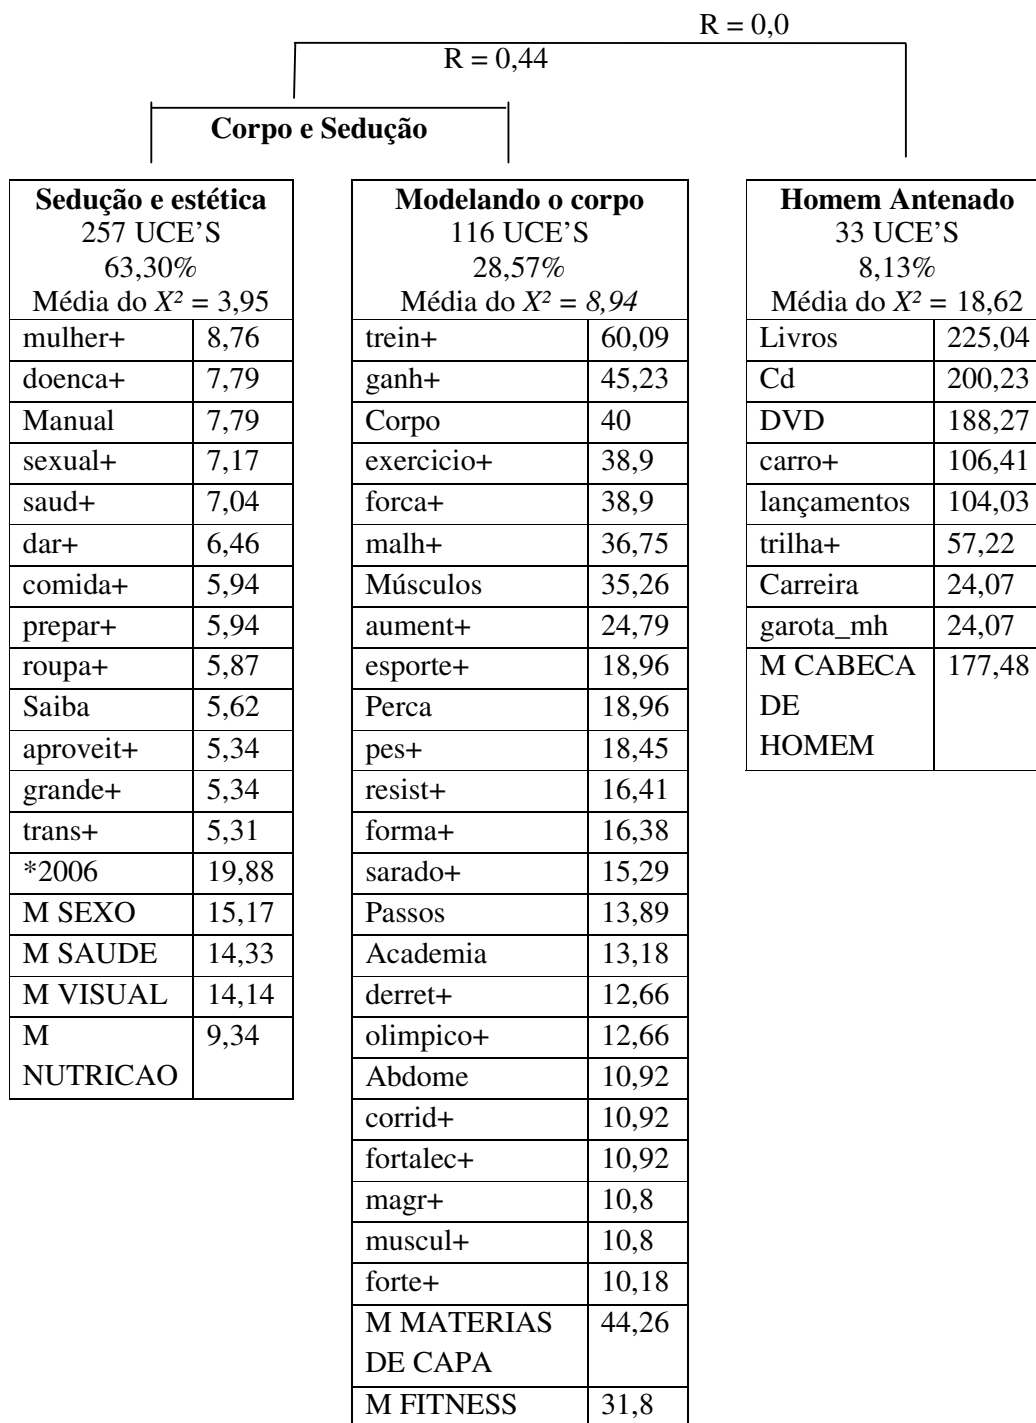 R = 0,0
R = 0,44
Corpo e Sedução
Sedução e estética
257 UCE’S
63,30%
Média do X² = 3,95
mulher+ 8,76
doenca+ 7,79
Manual 7,79
sexual+ 7,17
saud+ 7,04
dar+ 6,46
comida+ 5,94
prepar+ 5,94
roupa+ 5,87
Saiba 5,62
aproveit+ 5,34
grande+ 5,34
trans+ 5,31
*2006 19,88
M SEXO 15,17
M SAUDE 14,33
M VISUAL 14,14
M 9,34
NUTRICAO
Modelando o corpo
116 UCE’S
28,57%
Média do X² = 8,94
trein+ 60,09
ganh+ 45,23
Corpo 40
exercicio+ 38,9
forca+ 38,9
malh+ 36,75
Músculos 35,26
aument+ 24,79
esporte+ 18,96
Perca 18,96
pes+ 18,45
resist+ 16,41
forma+ 16,38
sarado+ 15,29
Passos 13,89
Academia 13,18
derret+ 12,66
olimpico+ 12,66
Abdome 10,92
corrid+ 10,92
fortalec+ 10,92
magr+ 10,8
muscul+ 10,8
forte+ 10,18
M MATERIAS 44,26
DE CAPA
M FITNESS 31,8
Homem Antenado
33 UCE’S
8,13%
Média do X² = 18,62
Livros 225,04
Cd 200,23
DVD 188,27
carro+ 106,41
lançamentos 104,03
trilha+ 57,22
Carreira 24,07
garota_mh 24,07
M CABECA 177,48
DE
HOMEM